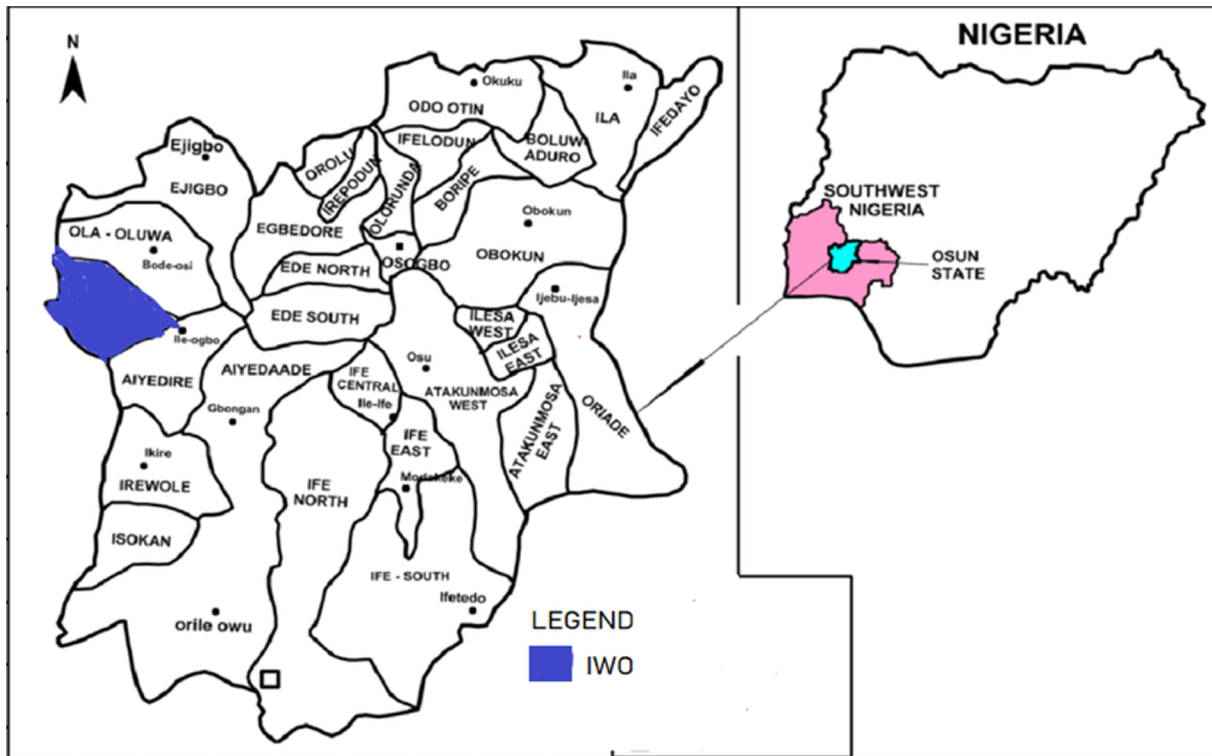 N
Okuku
ODO OTIN
Ila
ILA
IFEDAYO
BOLUW-
ADURO
IFELODUN
BORIPE
OLORUNDA
OROLU
IREPODUN
Ejigbo
EJIGBO
EGBEDORE
OLA - OLUWA
Bode-osi
EDE NORTH
OSOGBO
Obokun
OBOKUN
Ijebu-Ijesa
EDE SOUTH
ILESA
WEST
ILESA
EAST
Ile-ogbo
AIYEDIRE
AIYEDAADE
Gbongan
IFE
CENTRAL
Ile-Ife
Osu
ATAKUNMOSA
WEST
ATAKUNMOSA
EAST
ORIADE
IFE
EAST
Modakeke
Ikire
IREWOLE
IFE
NORTH
ISOKAN
IFE - SOUTH
Ifetedo
orile owu
LEGEND
IWO
NIGERIA
SOUTHWEST
NIGERIA
OSUN
STATE